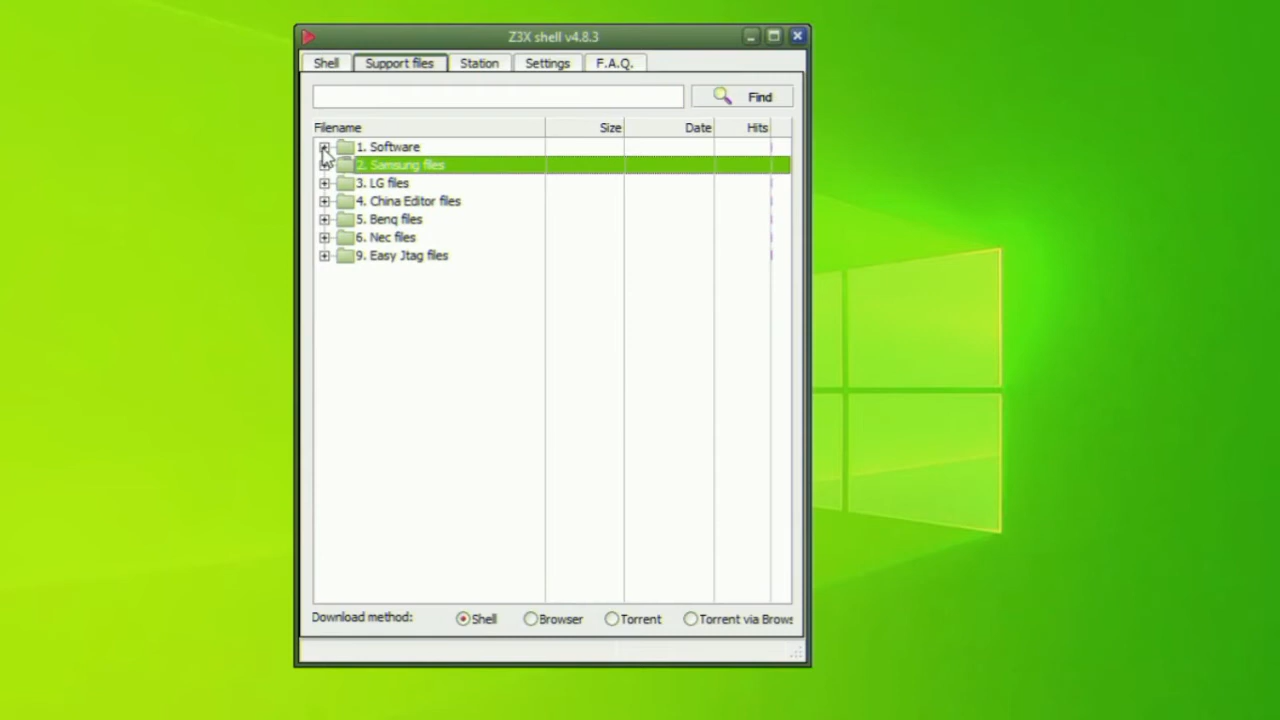 Z3X shell v4.8.3
Shell Support files Station Settings F.A.Q.
Find
Filename Size Date Hits
1. Software
2. Samsung files
3. LG files
4. China Editor files
5. Benq files
6. Nec files
9. Easy Jtag files
Download method: Shell Browser Torrent Torrent via Brows